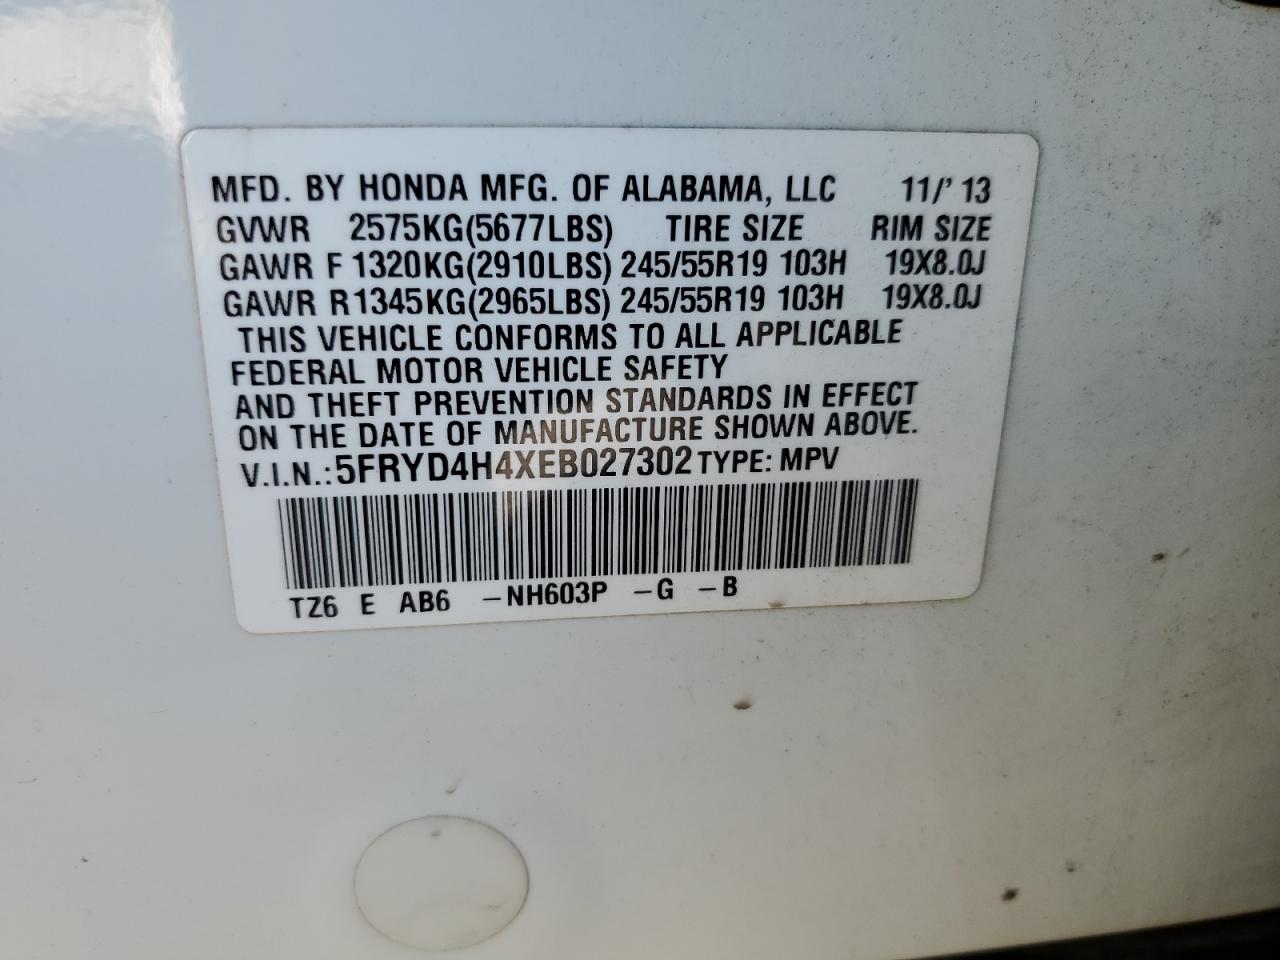 MFD. BY HONDA MFG. OF ALABAMA, LLC 11/'13
GVWR 2575KG(5677LBS) TIRE SIZE RIM SIZE
GAWR F 1320KG(2910LBS) 245/55R19 103H 19X8.0J
GAWR R 1345KG(2965LBS) 245/55R19 103H 19X8.0J
THIS VEHICLE CONFORMS TO ALL APPLICABLE
FEDERAL MOTOR VEHICLE SAFETY
AND THEFT PREVENTION STANDARDS IN EFFECT
ON THE DATE OF MANUFACTURE SHOWN ABOVE.
V.I.N.: 5FRYD4H4XEB027302 TYPE: MPV
TZ6 E AB6 -NH603P -G -B